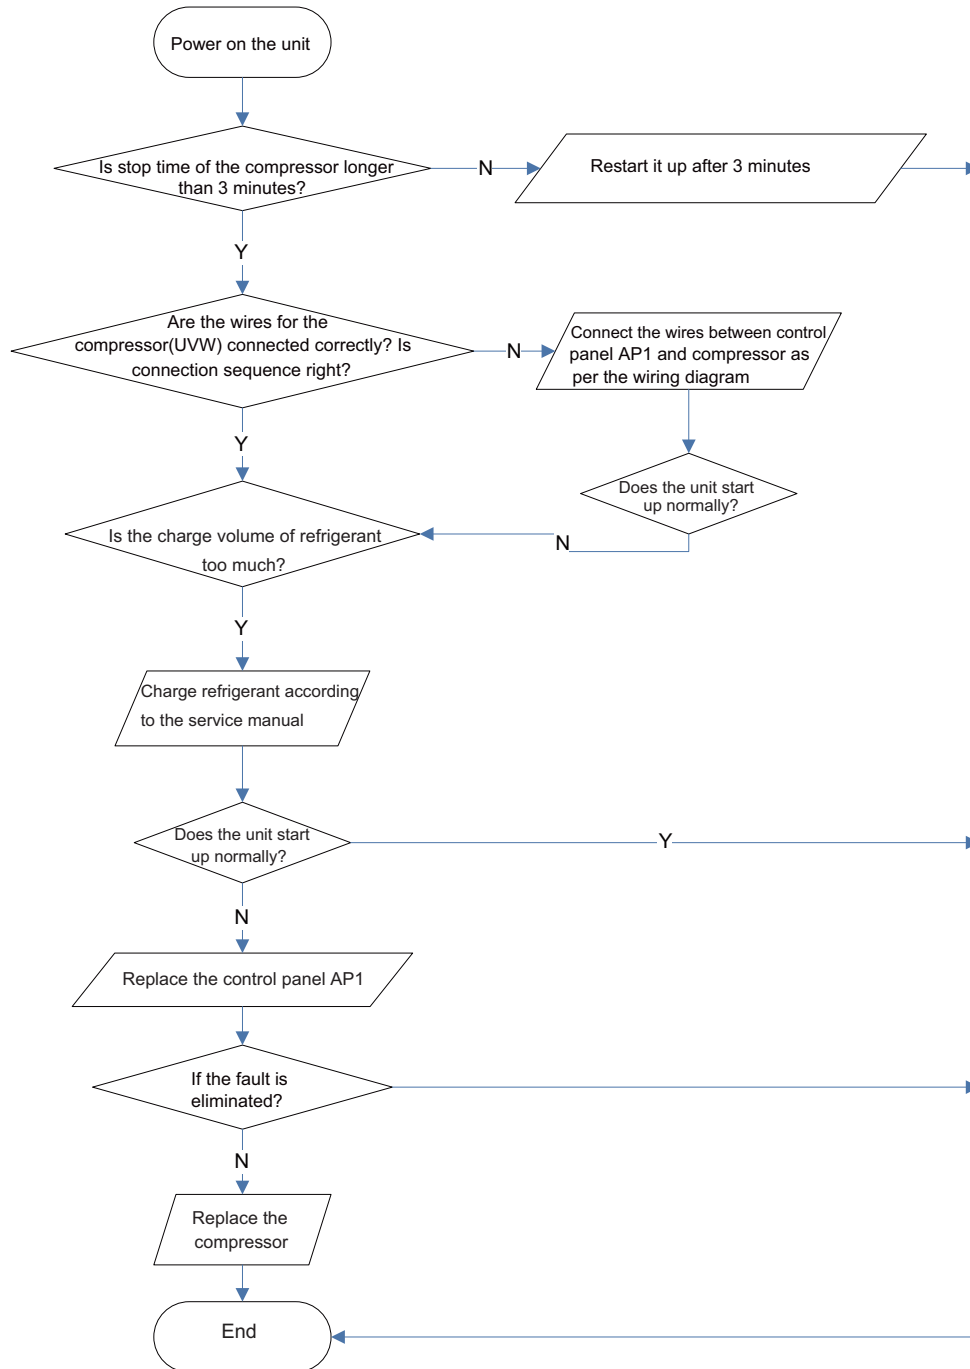 Power on the unit
Is stop time of the compressor longer
than 3 minutes?
N
Restart it up after 3 minutes
Y
Are the wires for the
compressor(UVW) connected correctly? Is
connection sequence right?
N
Connect the wires between control
panel AP1 and compressor as
per the wiring diagram
Y
Does the unit start
up normally?
N
Is the charge volume of refrigerant
too much?
Y
Charge refrigerant according
to the service manual
Does the unit start
up normally?
Y
N
Replace the control panel AP1
If the fault is
eliminated?
N
Replace the
compressor
End